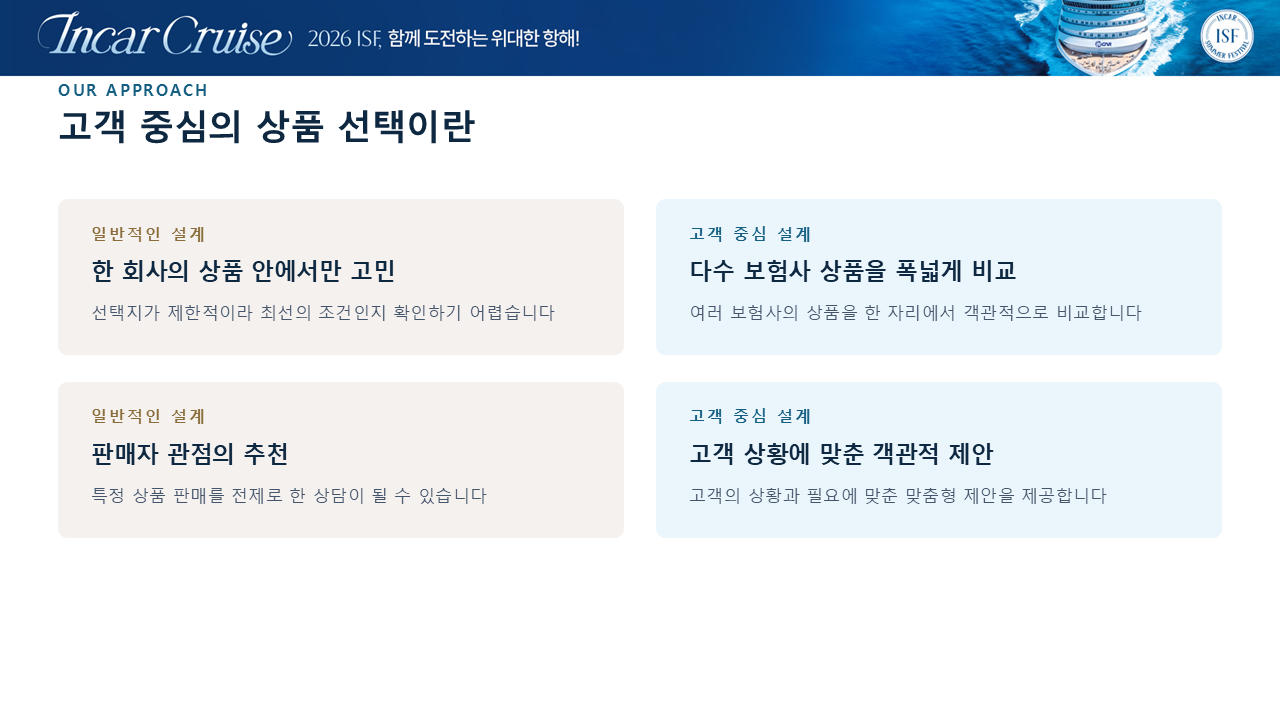 Incar Cruise 2026 ISF, 함께 도전하는 위대한 항해!
INCAR
ISF
SUMMER FESTIVAL
OUR APPROACH
고객 중심의 상품 선택이란
일반적인 설계
한 회사의 상품 안에서만 고민
선택지가 제한적이라 최선의 조건인지 확인하기 어렵습니다
고객 중심 설계
다수 보험사 상품을 폭넓게 비교
여러 보험사의 상품을 한 자리에서 객관적으로 비교합니다
일반적인 설계
판매자 관점의 추천
특정 상품 판매를 전제로 한 상담이 될 수 있습니다
고객 중심 설계
고객 상황에 맞춘 객관적 제안
고객의 상황과 필요에 맞춘 맞춤형 제안을 제공합니다